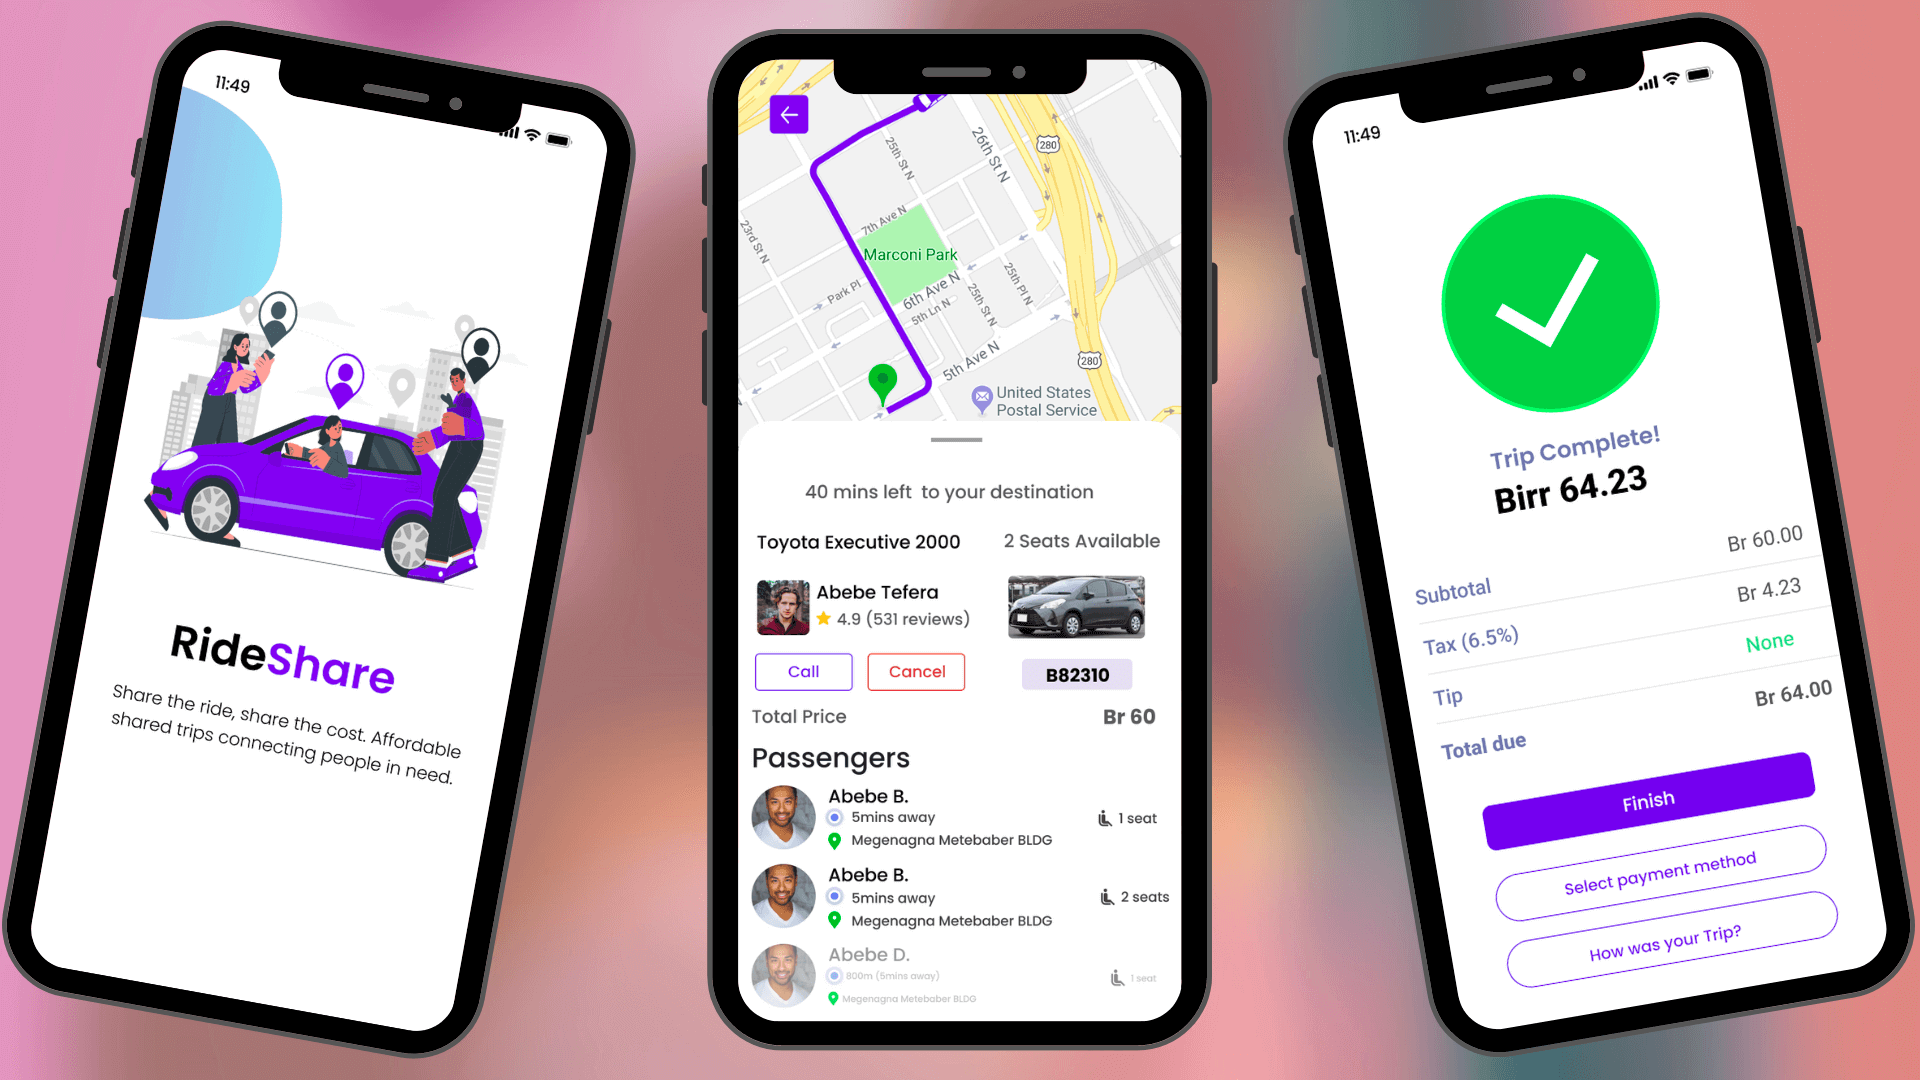 11:49
RideShare
Share the ride, share the cost. Affordable
shared trips connecting people in need.
26th St N
25th St N
280
23rd St N
7th Ave N
Marconi Park
Park Pl
6th Ave N
5th Ln N
25th St N
25th Pl N
5th Ave N
280
United States
Postal Service
40 mins left to your destination
Toyota Executive 2000
2 Seats Available
Abebe Tefera
4.9 (531 reviews)
Call
Cancel
B82310
Total Price
Br 60
Passengers
Abebe B.
5mins away
1 seat
Megenagna Metebaber BLDG
Abebe B.
5mins away
2 seats
Megenagna Metebaber BLDG
Abebe D.
800m (5mins away)
1 seat
Megenagna Metebaber BLDG
11:49
Trip Complete!
Birr 64.23
Subtotal
Br 60.00
Tax (6.5%)
Br 4.23
Tip
None
Total due
Br 64.00
Finish
Select payment method
How was your Trip?